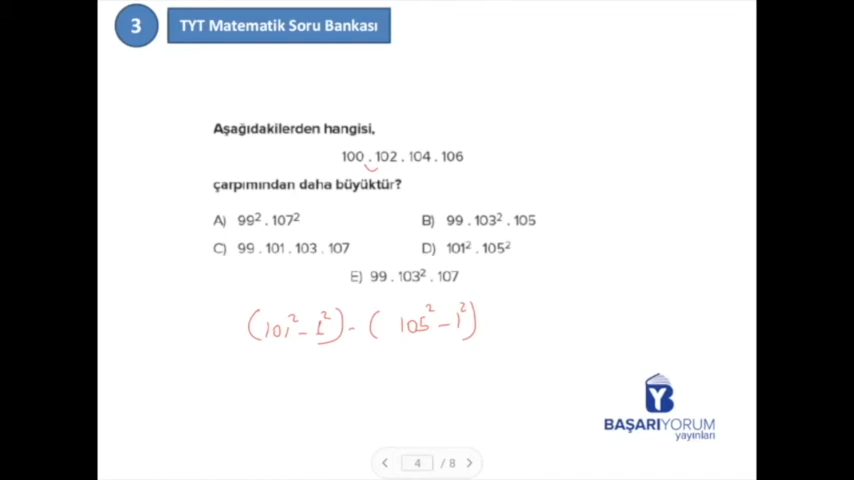 3
TYT Matematik Soru Bankası
Aşağıdakilerden hangisi,
100 . 102 . 104 . 106
çarpımından daha büyüktür?
A) 99² . 107²
B) 99 . 103² . 105
C) 99 . 101 . 103 . 107
D) 101² . 105²
E) 99 . 103² . 107
(101² - 1²) - (105² - 1²)
BAŞARIYORUM
yayınları
4 / 8